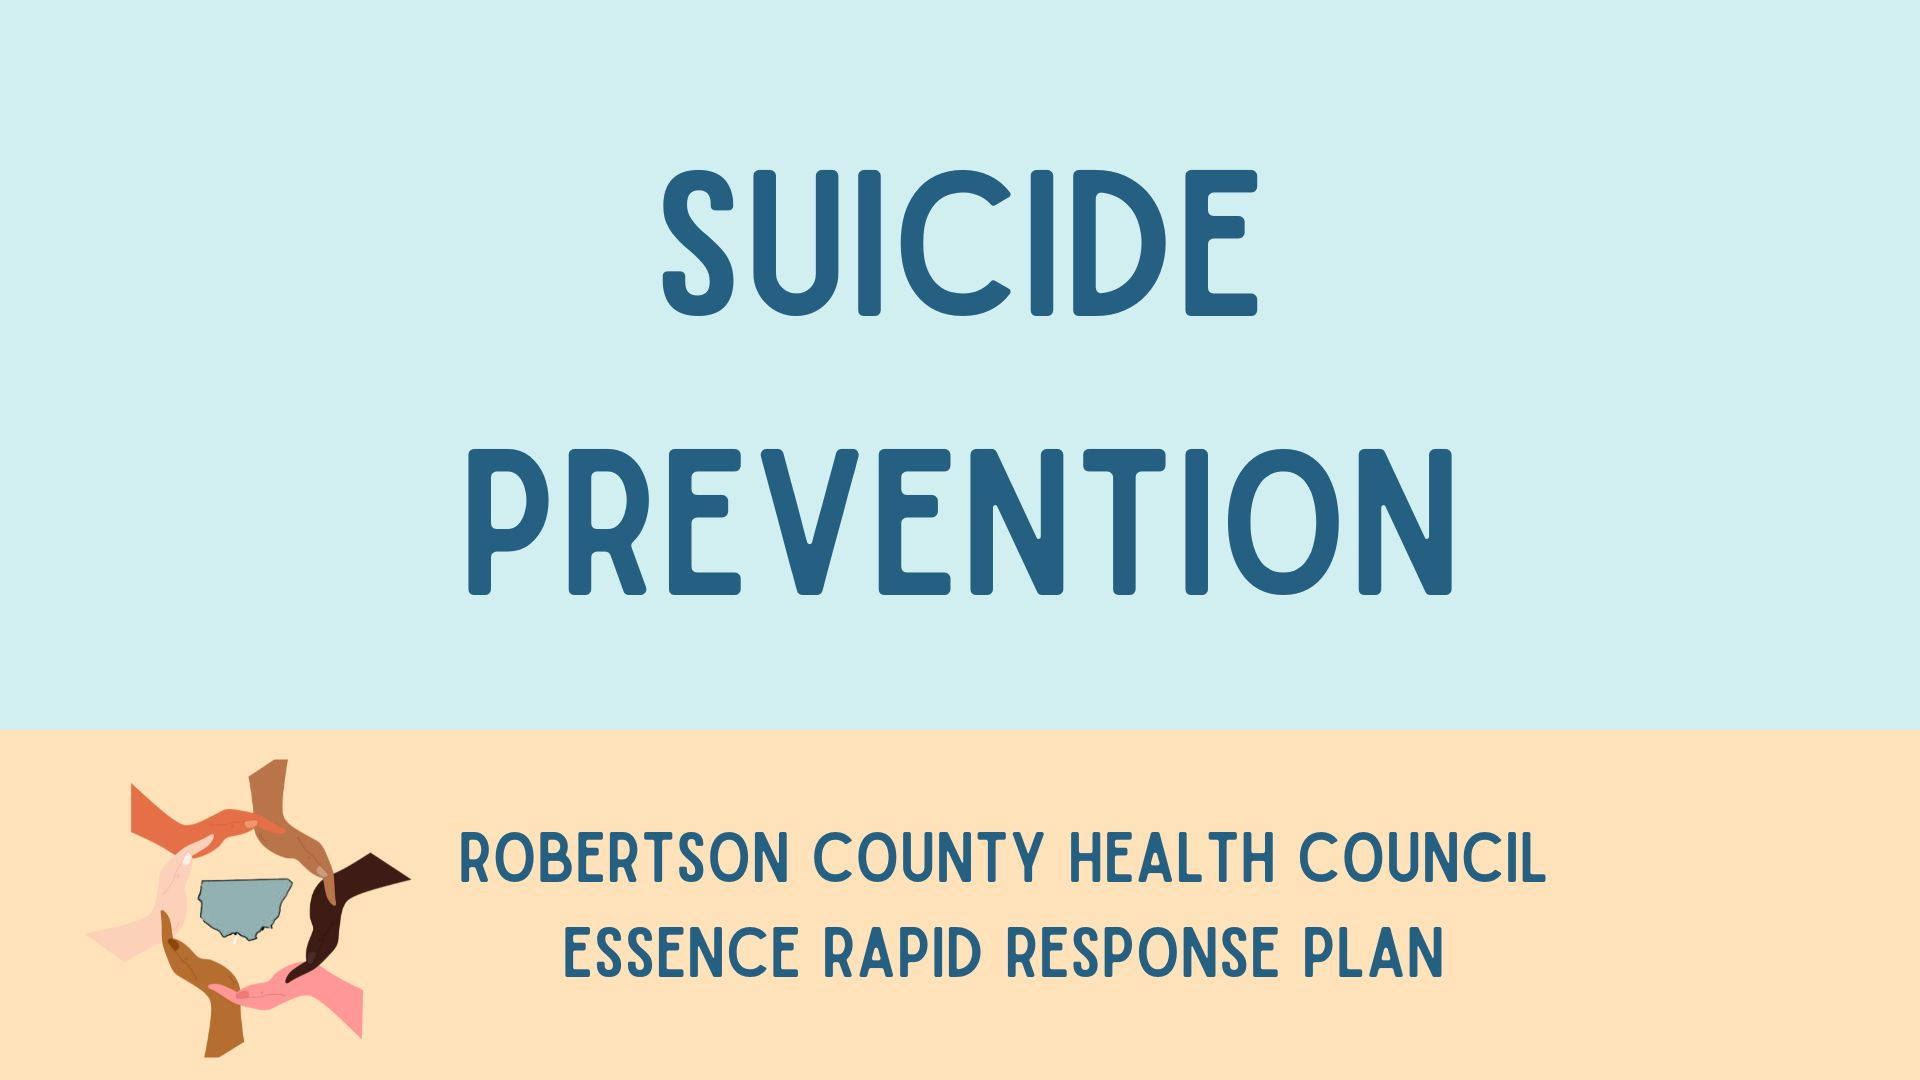 SUICIDE
PREVENTION
ROBERTSON COUNTY HEALTH COUNCIL
ESSENCE RAPID RESPONSE PLAN